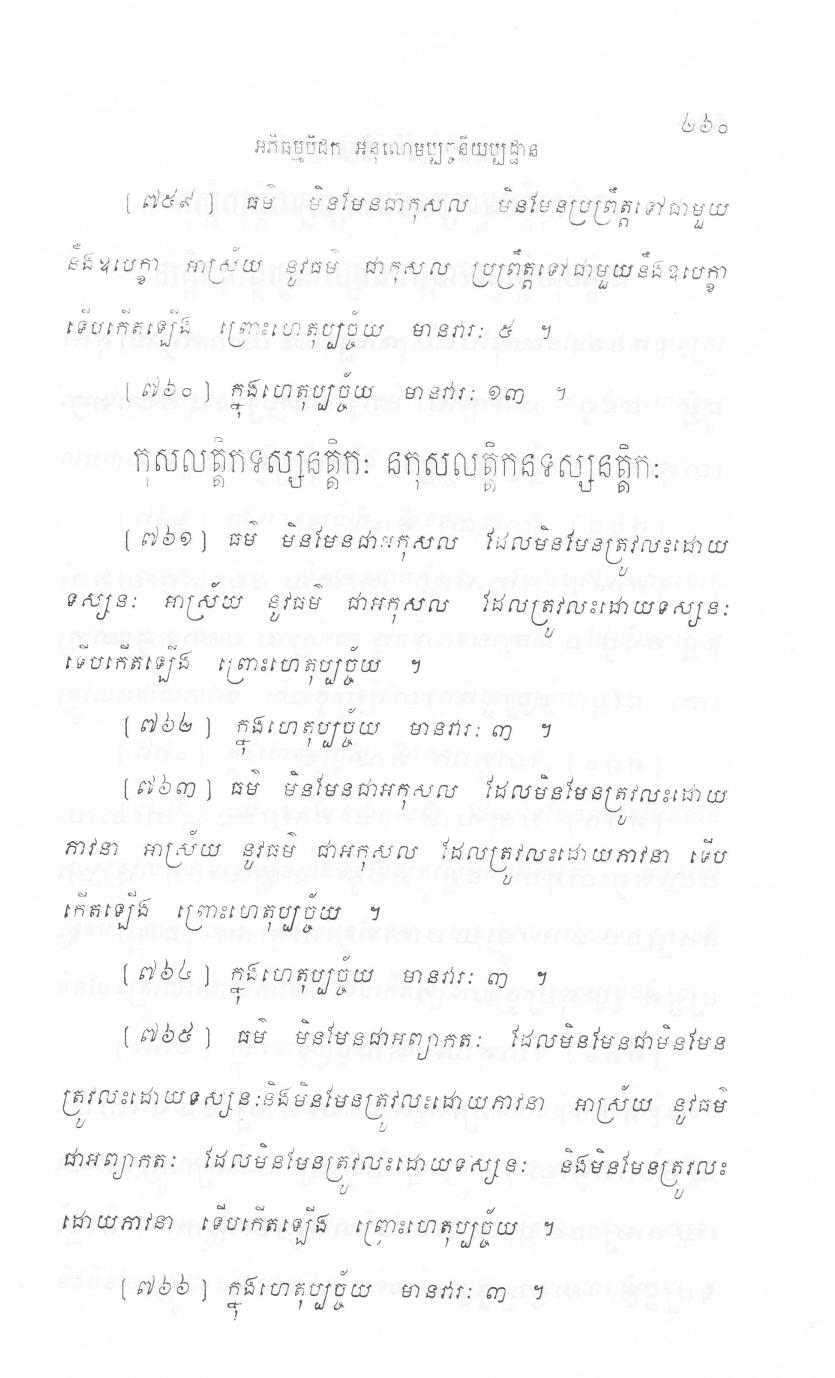 ៤៦០
អភិធម្មបិដក អនុលោមប្បច្ចនីយប្បដ្ឋាន
[ ៧៥៩ ] ធម៌ មិនមែនជាកុសល មិនមែនប្រព្រឹត្តទៅជាមួយ
នឹងឧបេក្ខា អាស្រ័យ នូវធម៌ ជាកុសល ប្រព្រឹត្តទៅជាមួយនឹងឧបេក្ខា
ទើបកើតឡើង ព្រោះហេតុប្បច្ច័យ មានវារៈ ៥ ។
[ ៧៦០ ] ក្នុងហេតុប្បច្ច័យ មានវារៈ ១៣ ។
កុសលត្តិកទស្សនត្តិកៈ នកុសលត្តិកនទស្សនត្តិកៈ
[ ៧៦១ ] ធម៌ មិនមែនជាអកុសល ដែលមិនមែនត្រូវលះដោយ
ទស្សនៈ អាស្រ័យ នូវធម៌ ជាអកុសល ដែលត្រូវលះដោយទស្សនៈ
ទើបកើតឡើង ព្រោះហេតុប្បច្ច័យ ។
[ ៧៦២ ] ក្នុងហេតុប្បច្ច័យ មានវារៈ ៣ ។
[ ៧៦៣ ] ធម៌ មិនមែនជាអកុសល ដែលមិនមែនត្រូវលះដោយ
ភាវនា អាស្រ័យ នូវធម៌ ជាអកុសល ដែលត្រូវលះដោយភាវនា ទើប
កើតឡើង ព្រោះហេតុប្បច្ច័យ ។
[ ៧៦៤ ] ក្នុងហេតុប្បច្ច័យ មានវារៈ ៣ ។
[ ៧៦៥ ] ធម៌ មិនមែនជាអព្យាកតៈ ដែលមិនមែនជាមិនមែន
ត្រូវលះដោយទស្សនៈនិងមិនមែនត្រូវលះដោយភាវនា អាស្រ័យ នូវធម៌
ជាអព្យាកតៈ ដែលមិនមែនត្រូវលះដោយទស្សនៈ និងមិនមែនត្រូវលះ
ដោយភាវនា ទើបកើតឡើង ព្រោះហេតុប្បច្ច័យ ។
[ ៧៦៦ ] ក្នុងហេតុប្បច្ច័យ មានវារៈ ៣ ។